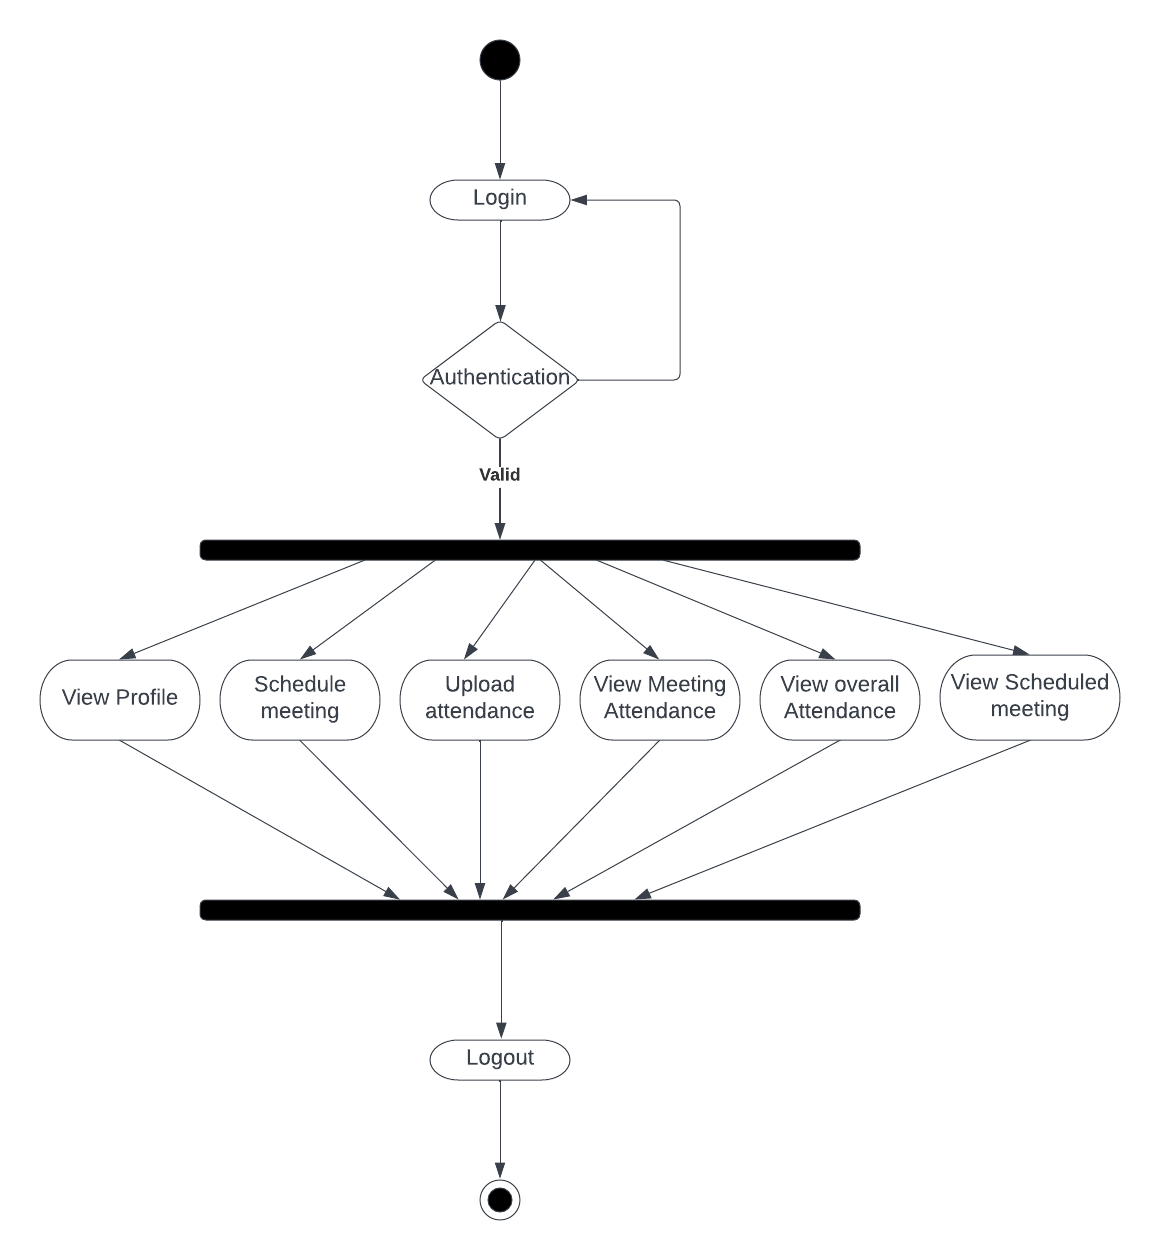 Login
Authentication
Valid
View Profile
Schedule
meeting
Upload
attendance
View Meeting
Attendance
View overall
Attendance
View Scheduled
meeting
Logout